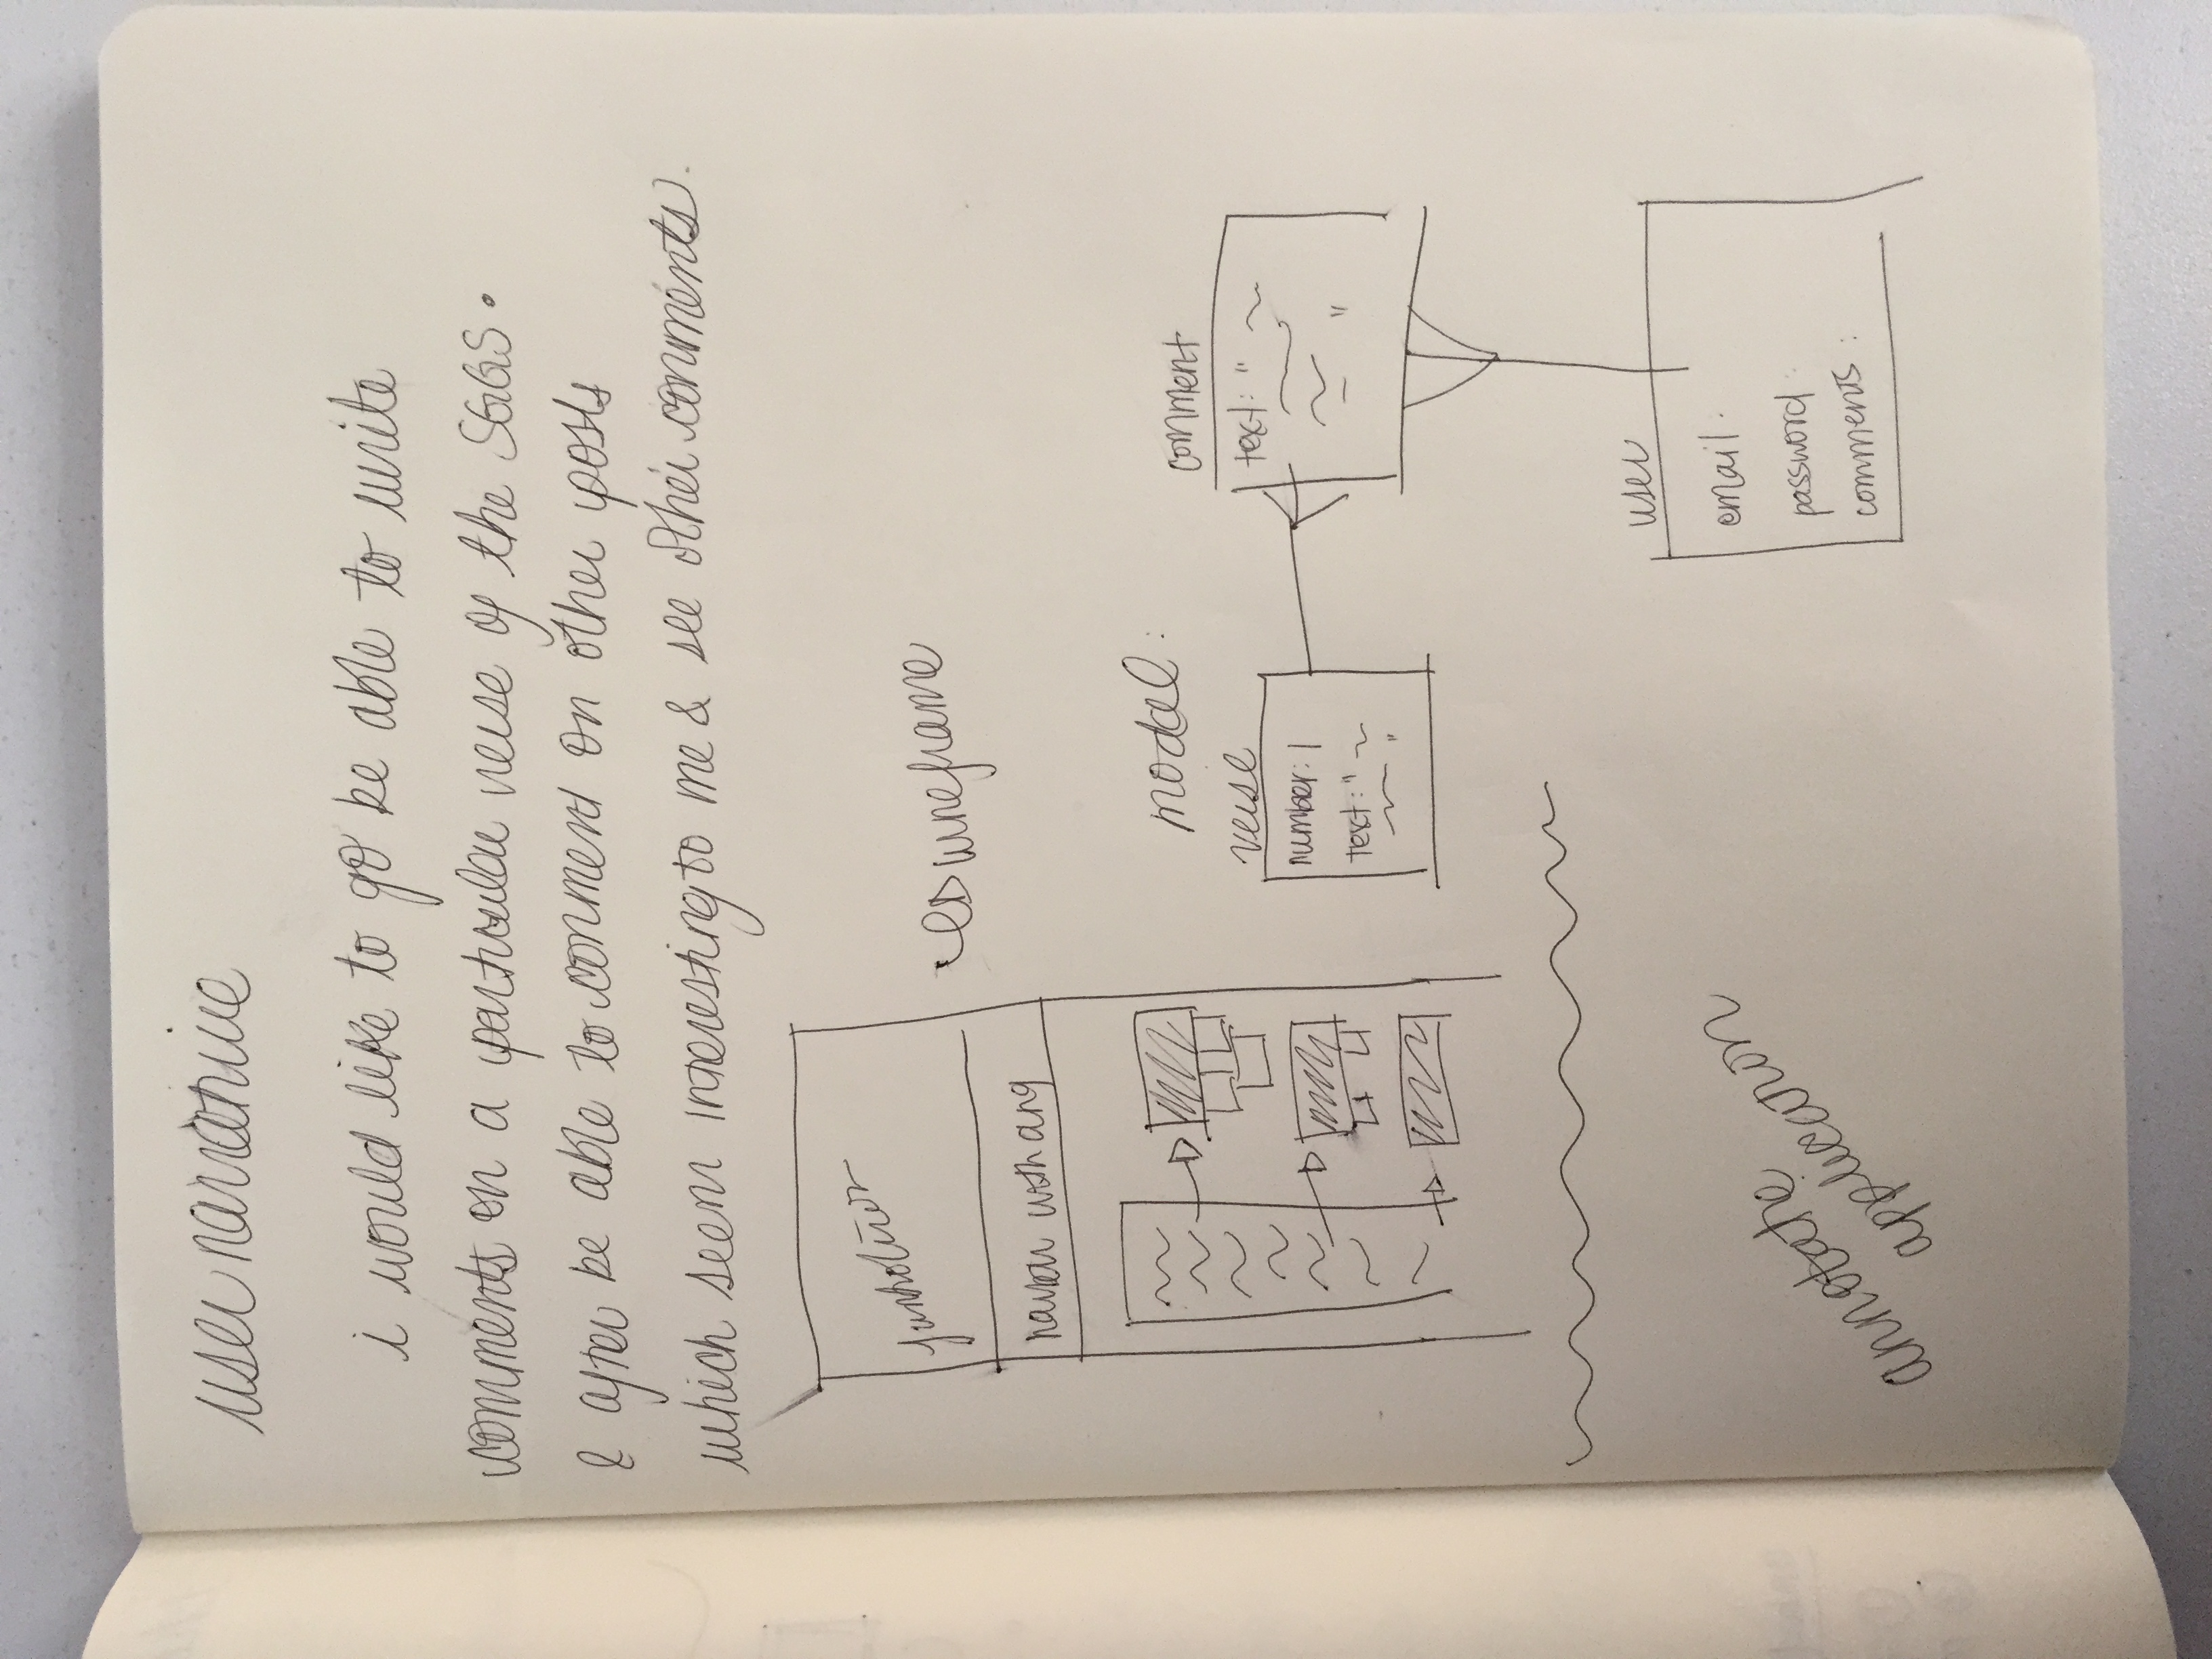 user narrative
i would like to go be able to write
comments on a particular verse of the SGGS.
& after be able to comment on other posts
which seem interesting to me & see other comments.
wireframe
navbar with ang
model:
verse
number: 1
text: " "
comment
text: " "
user
email:
password:
comments:
annotate
application